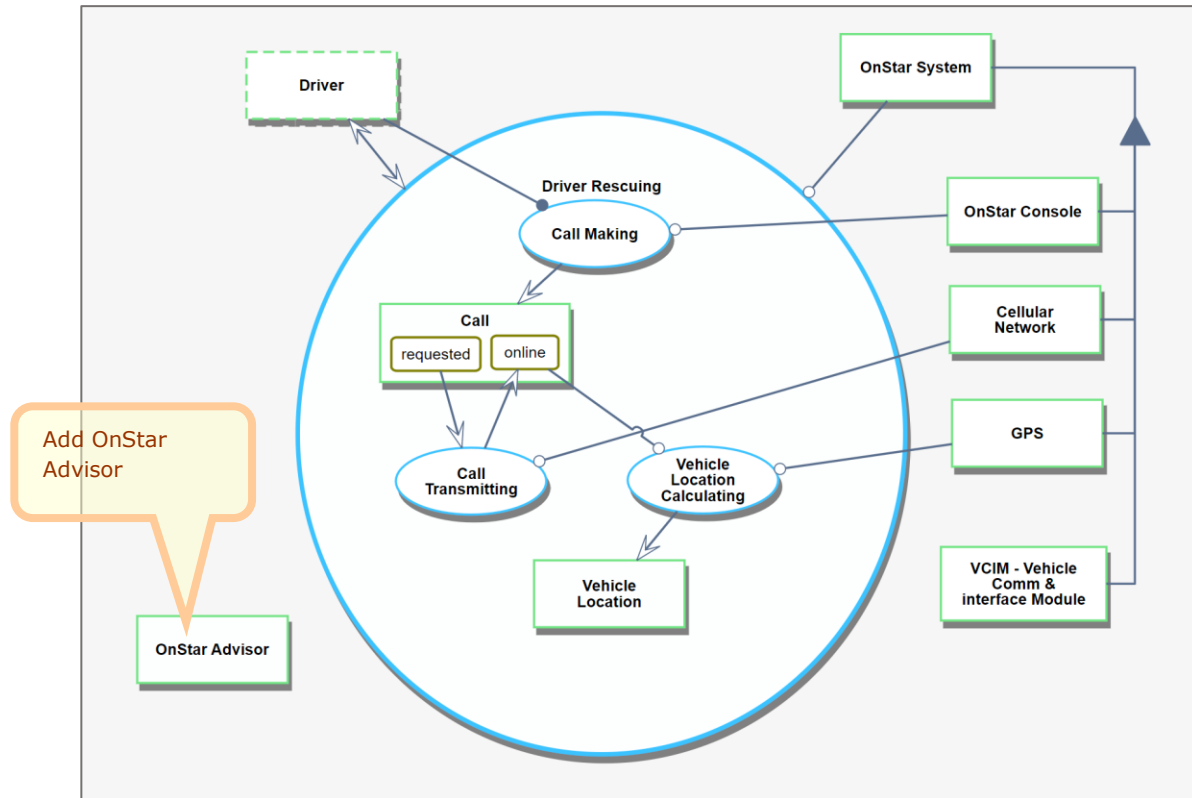 Driver
OnStar System
Driver Rescuing
OnStar Console
Call Making
Cellular
Network
Call
requested
online
Add OnStar
Advisor
GPS
Call
Transmitting
Vehicle
Location
Calculating
VCIM - Vehicle
Comm &
interface Module
Vehicle
Location
OnStar Advisor